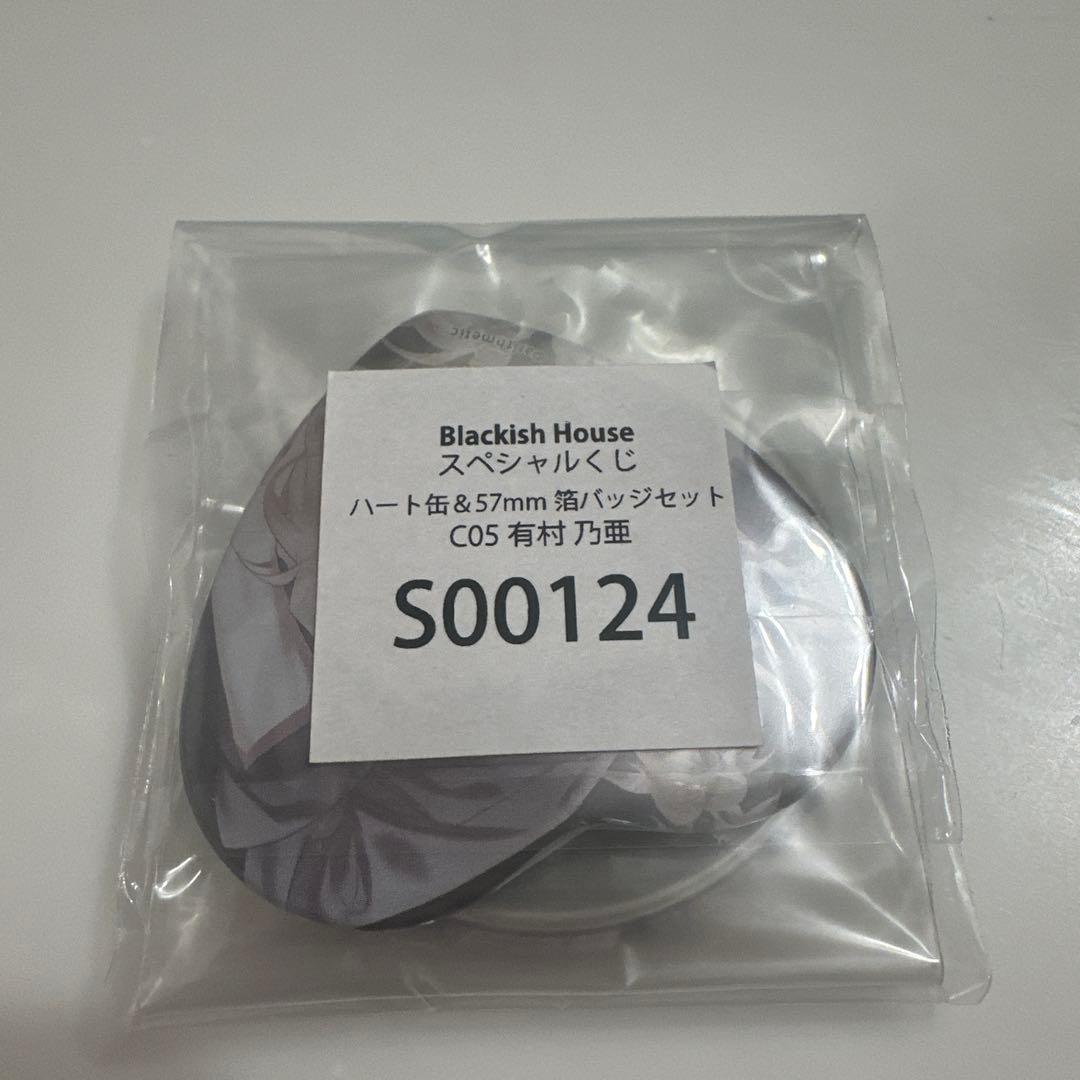 Blackish House
スペシャルくじ
ハート缶＆57mm 箔バッジセット
C05 有村 乃亜
S00124